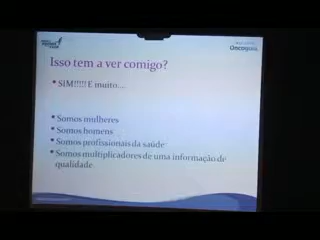 Oncoguia
Isso tem a ver comigo?
• SIM!!!!! E muito...
• Somos mulheres
• Somos homens
• Somos profissionais da saúde
• Somos multiplicadores de uma informação de
qualidade